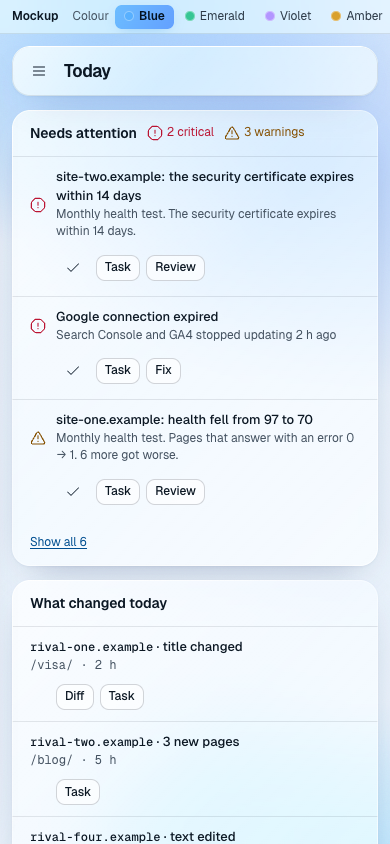 Mockup Colour Blue Emerald Violet Amber
Today
Needs attention 2 critical 3 warnings
site-two.example: the security certificate expires
within 14 days
Monthly health test. The security certificate expires
within 14 days.
Task Review
Google connection expired
Search Console and GA4 stopped updating 2 h ago
Task Fix
site-one.example: health fell from 97 to 70
Monthly health test. Pages that answer with an error 0
→ 1. 6 more got worse.
Task Review
Show all 6
What changed today
rival-one.example · title changed
/visa/ · 2 h
Diff Task
rival-two.example · 3 new pages
/blog/ · 5 h
Task
rival-four.example · text edited